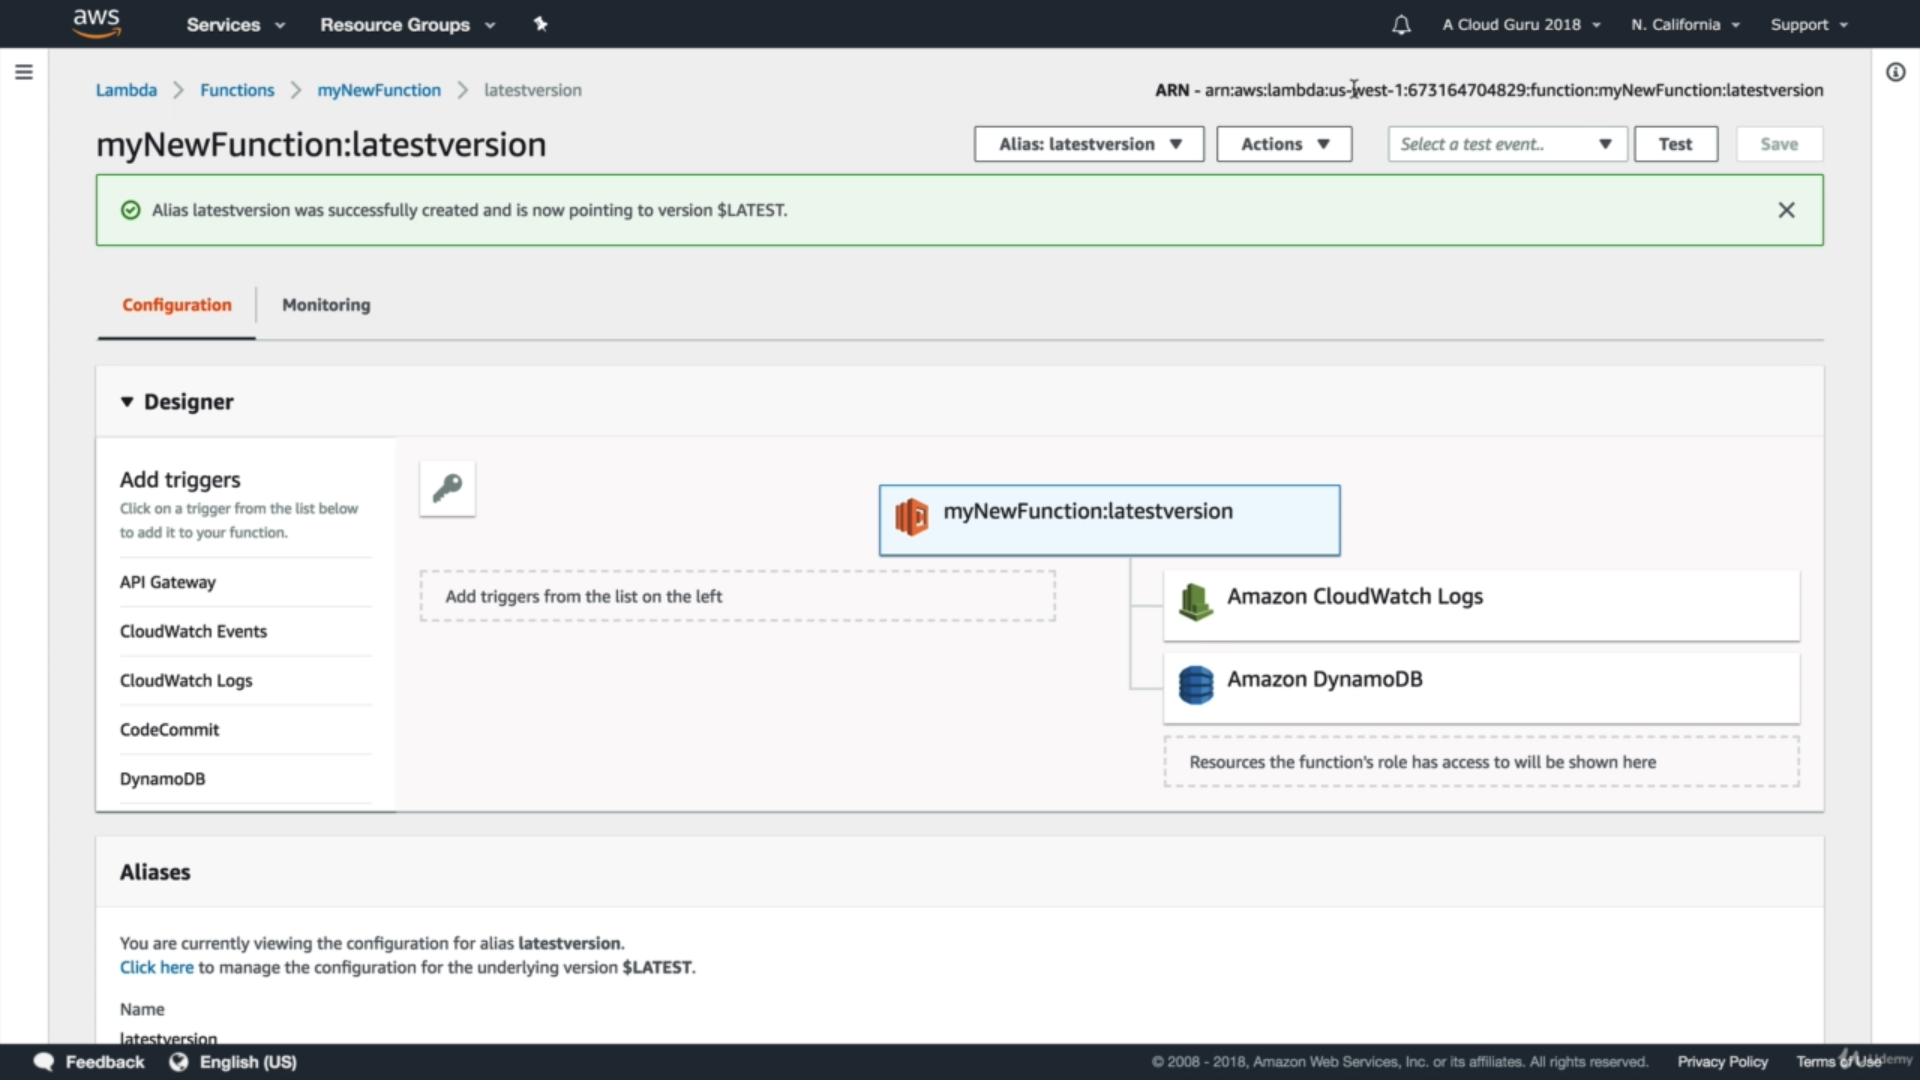 aws Services Resource Groups A Cloud Guru 2018 N. California Support
Lambda Functions myNewFunction latestversion
ARN - arn:aws:lambda:us-west-1:673164704829:function:myNewFunction:latestversion
myNewFunction:latestversion
Alias: latestversion Actions Select a test event.. Test Save
Alias latestversion was successfully created and is now pointing to version $LATEST.
Configuration Monitoring
Designer
Add triggers
Click on a trigger from the list below
to add it to your function.
API Gateway
CloudWatch Events
CloudWatch Logs
CodeCommit
DynamoDB
myNewFunction:latestversion
Add triggers from the list on the left
Amazon CloudWatch Logs
Amazon DynamoDB
Resources the function's role has access to will be shown here
Aliases
You are currently viewing the configuration for alias latestversion.
Click here to manage the configuration for the underlying version $LATEST.
Name
latestversion
Feedback English (US) © 2008 - 2018, Amazon Web Services, Inc. or its affiliates. All rights reserved. Privacy Policy Terms of Use
Udemy